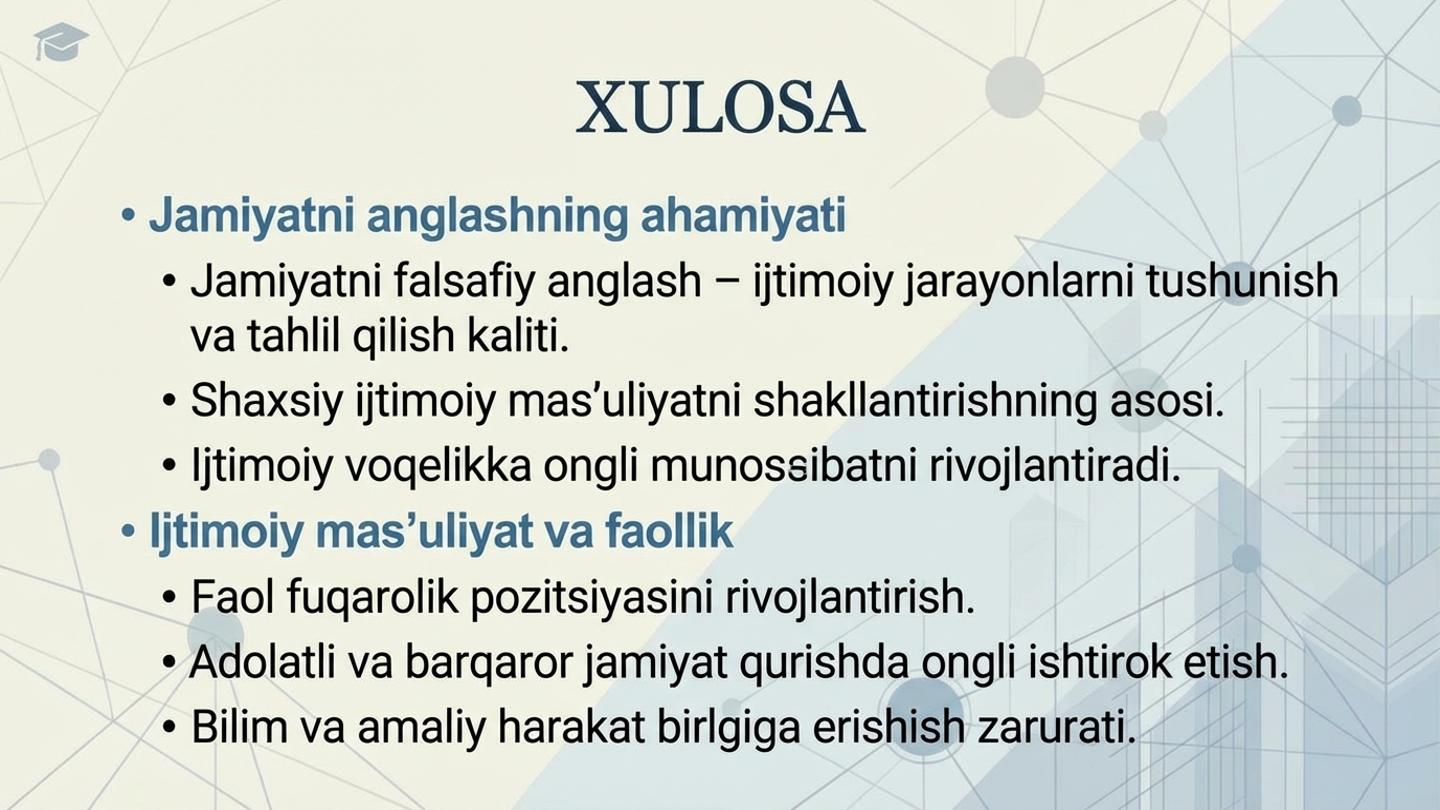 XULOSA
• Jamiyatni anglashning ahamiyati
• Jamiyatni falsafiy anglash – ijtimoiy jarayonlarni tushunish
va tahlil qilish kaliti.
• Shaxsiy ijtimoiy mas’uliyatni shakllantirishning asosi.
• Ijtimoiy voqelikka ongli munossibatni rivojlantiradi.
• Ijtimoiy mas’uliyat va faollik
• Faol fuqarolik pozitsiyasini rivojlantirish.
• Adolatli va barqaror jamiyat qurishda ongli ishtirok etish.
• Bilim va amaliy harakat birlgiga erishish zarurati.